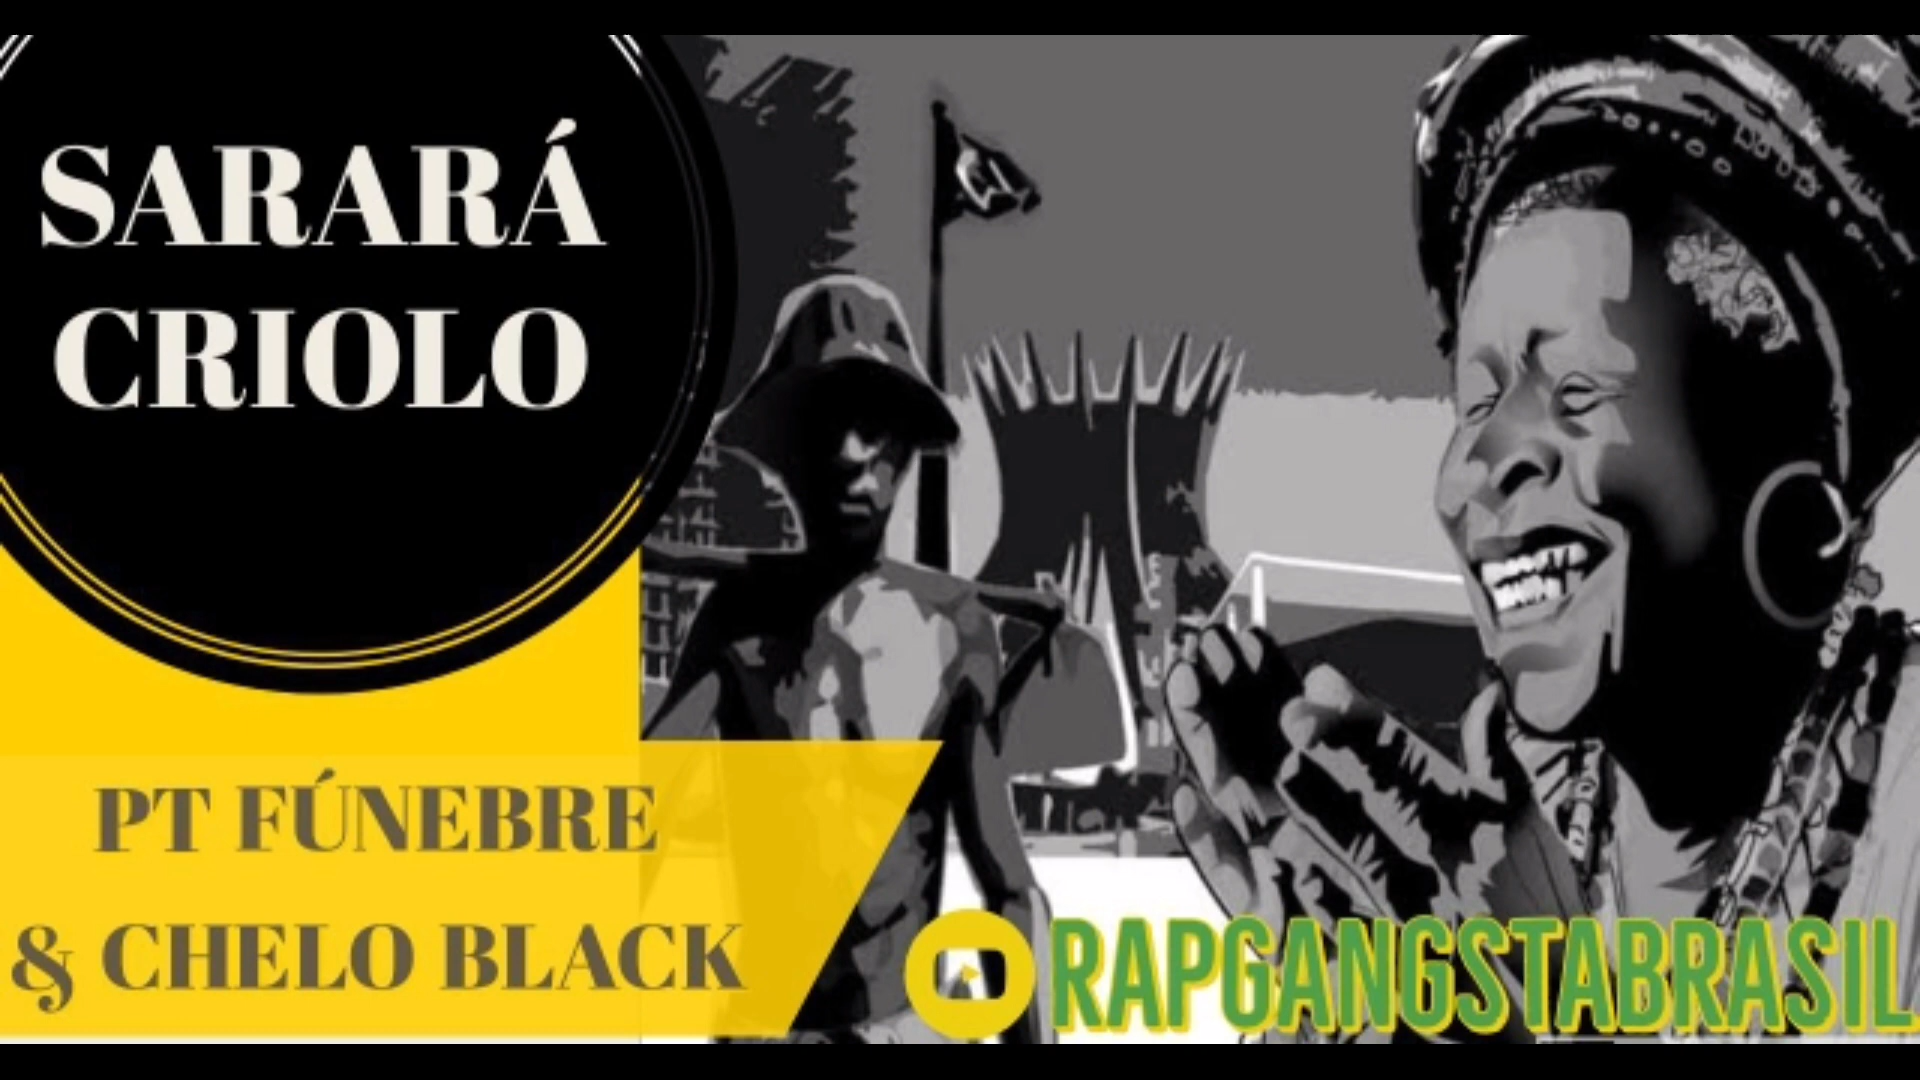 SARARÁ
CRIOLO
PT FÚNEBRE
& CHELO BLACK
RAPGANGSTABRASIL